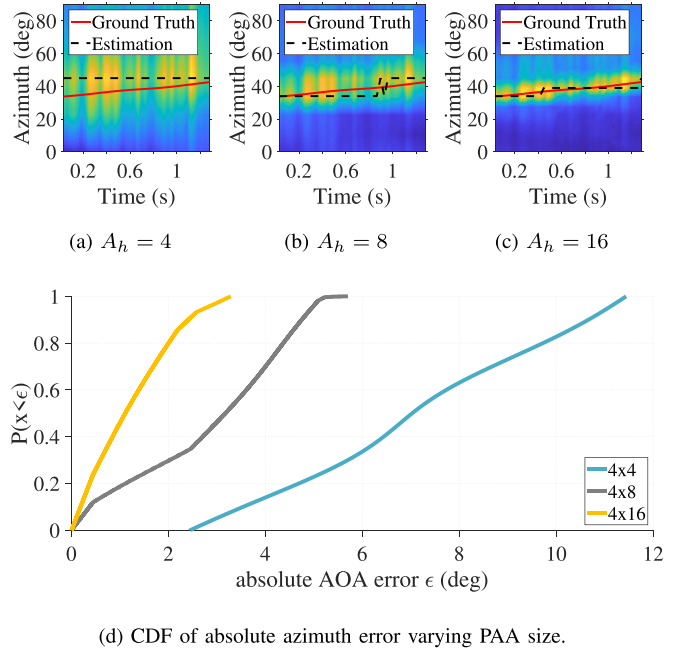 Azimuth (deg)
80
60
40
20
0
Ground Truth
Estimation
0.2 0.6 1
Time (s)
(a) A_h = 4
Azimuth (deg)
80
60
40
20
0
Ground Truth
Estimation
0.2 0.6 1
Time (s)
(b) A_h = 8
Azimuth (deg)
80
60
40
20
0
Ground Truth
Estimation
0.2 0.6 1
Time (s)
(c) A_h = 16
P(x<ϵ)
1
0.8
0.6
0.4
0.2
0
4x4
4x8
4x16
0 2 4 6 8 10 12
absolute AOA error ϵ (deg)
(d) CDF of absolute azimuth error varying PAA size.